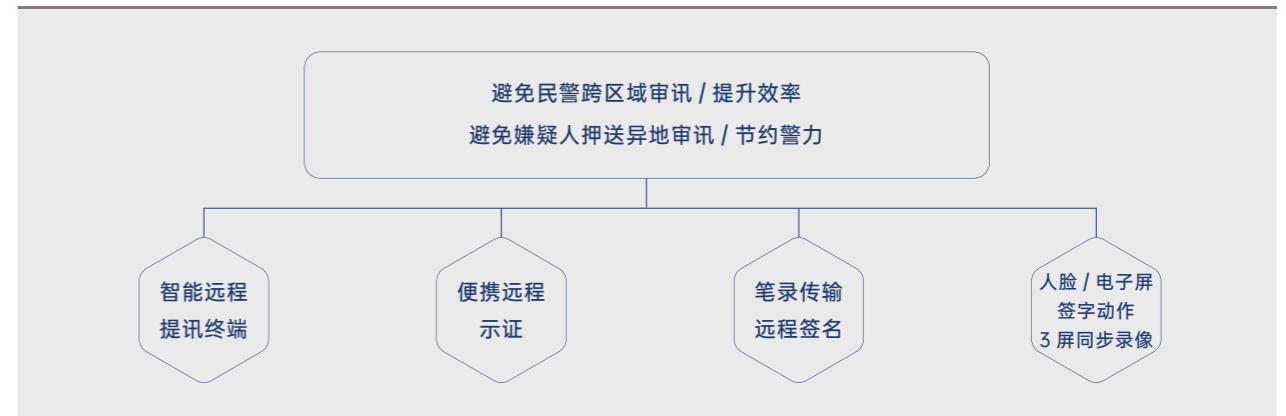 避免民警跨区域审讯 / 提升效率
避免嫌疑人押送异地审讯 / 节约警力
智能远程
提讯终端
便携远程
示证
笔录传输
远程签名
人脸 / 电子屏
签字动作
3 屏同步录像